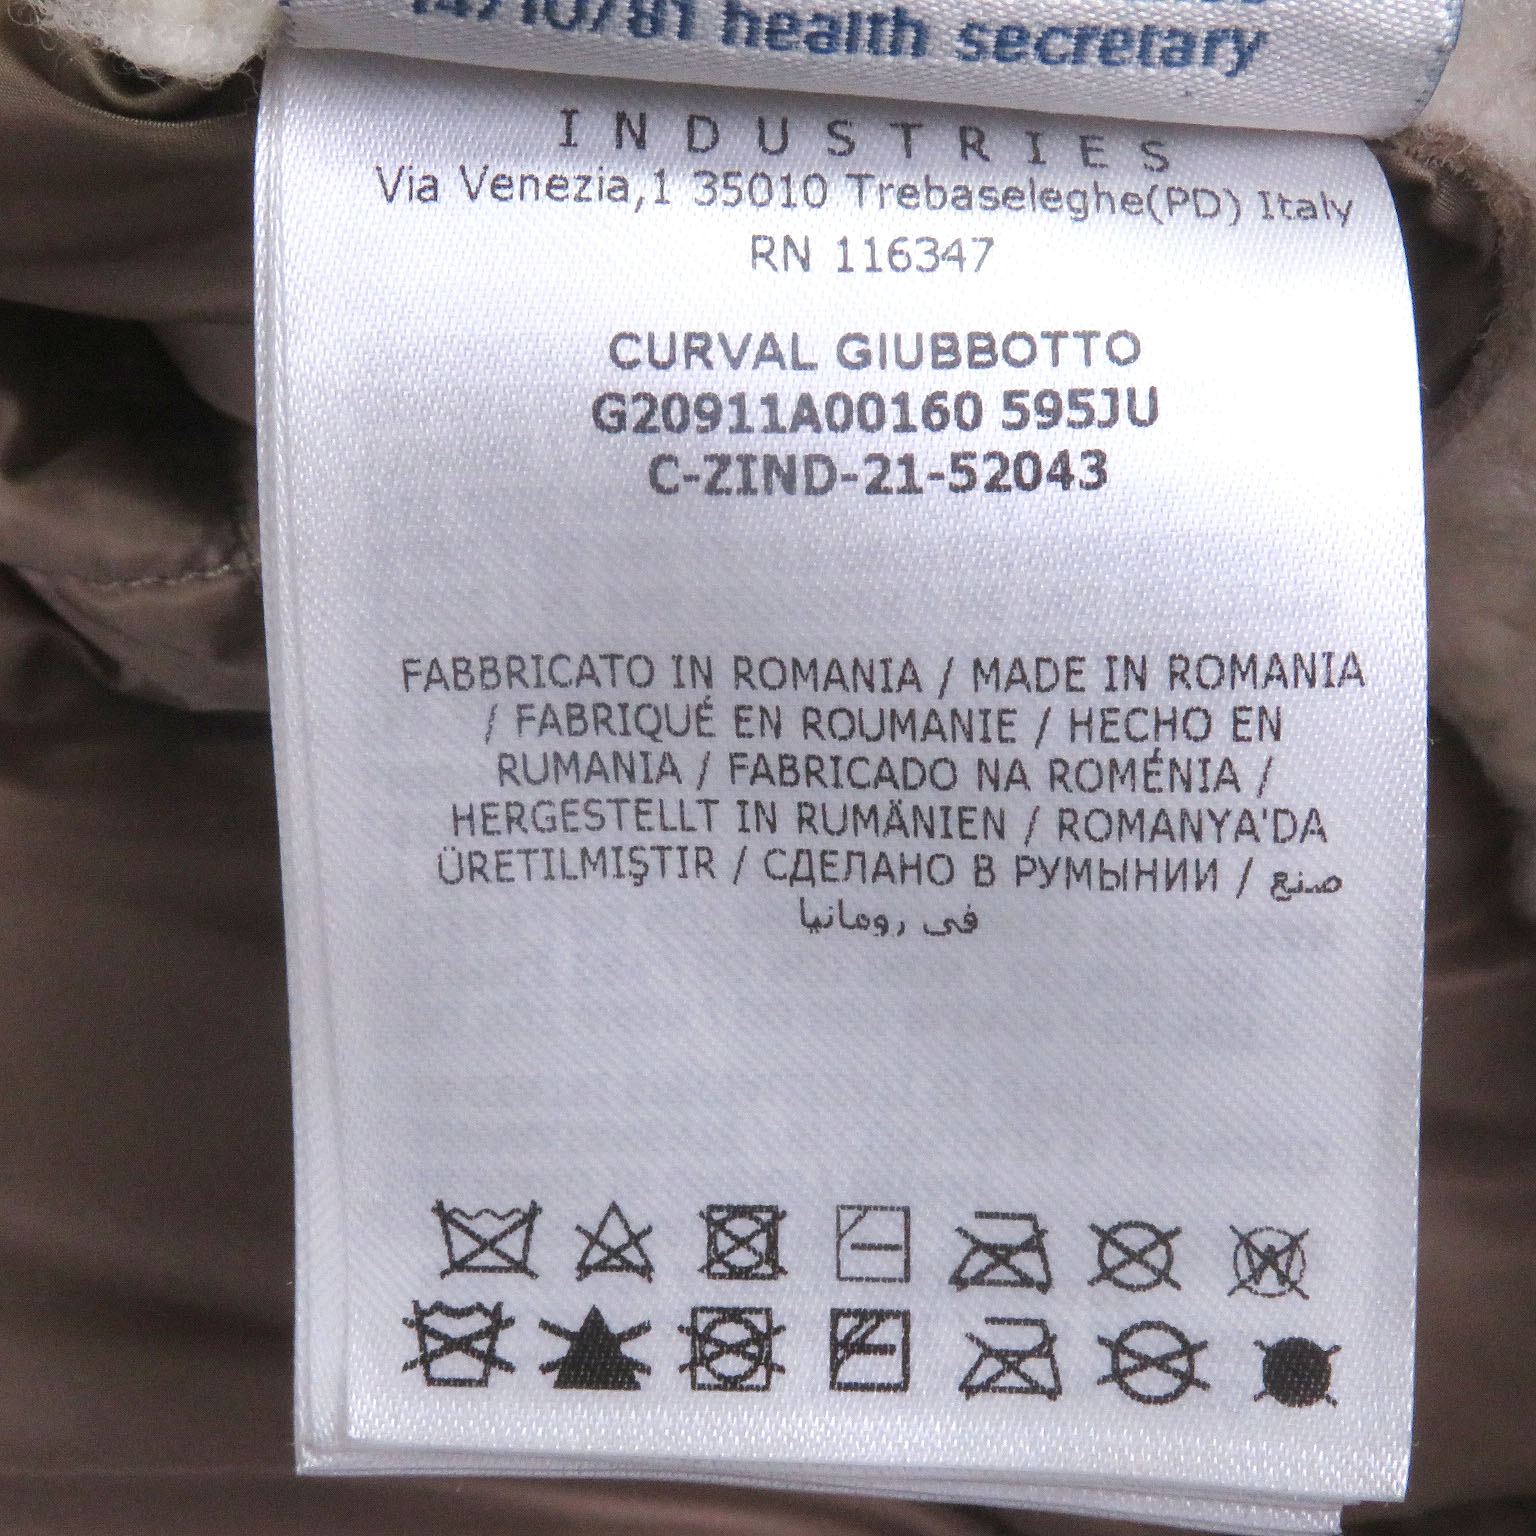 14/10/81 health secretary
INDUSTRIES
Via Venezia,1 35010 Trebaseleghe(PD) Italy
RN 116347
CURVAL GIUBBOTTO
G20911A00160 595JU
C-ZIND-21-52043
FABBRICATO IN ROMANIA / MADE IN ROMANIA
/ FABRIQUÉ EN ROUMANIE / HECHO EN
RUMANIA / FABRICADO NA ROMÉNIA /
HERGESTELLT IN RUMÄNIEN / ROMANYA'DA
ÜRETILMIŞTIR / СДЕЛАНО В РУМЫНИИ / صنع
فى رومانيا